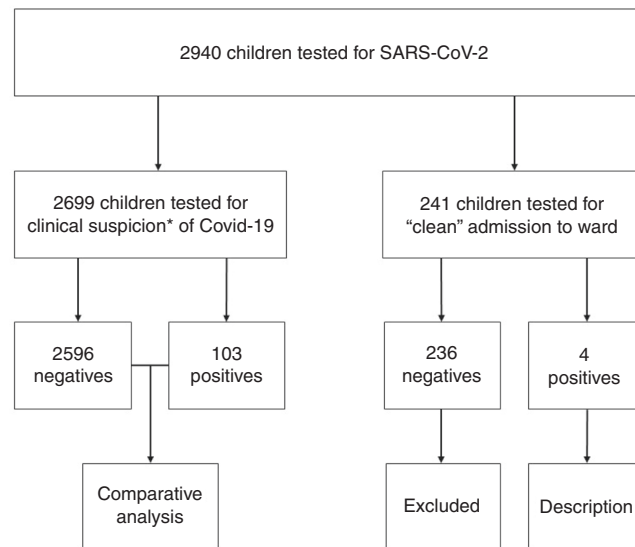 2940 children tested for SARS-CoV-2
2699 children tested for
clinical suspicion* of Covid-19
241 children tested for
“clean” admission to ward
2596
negatives
103
positives
236
negatives
4
positives
Comparative
analysis
Excluded
Description